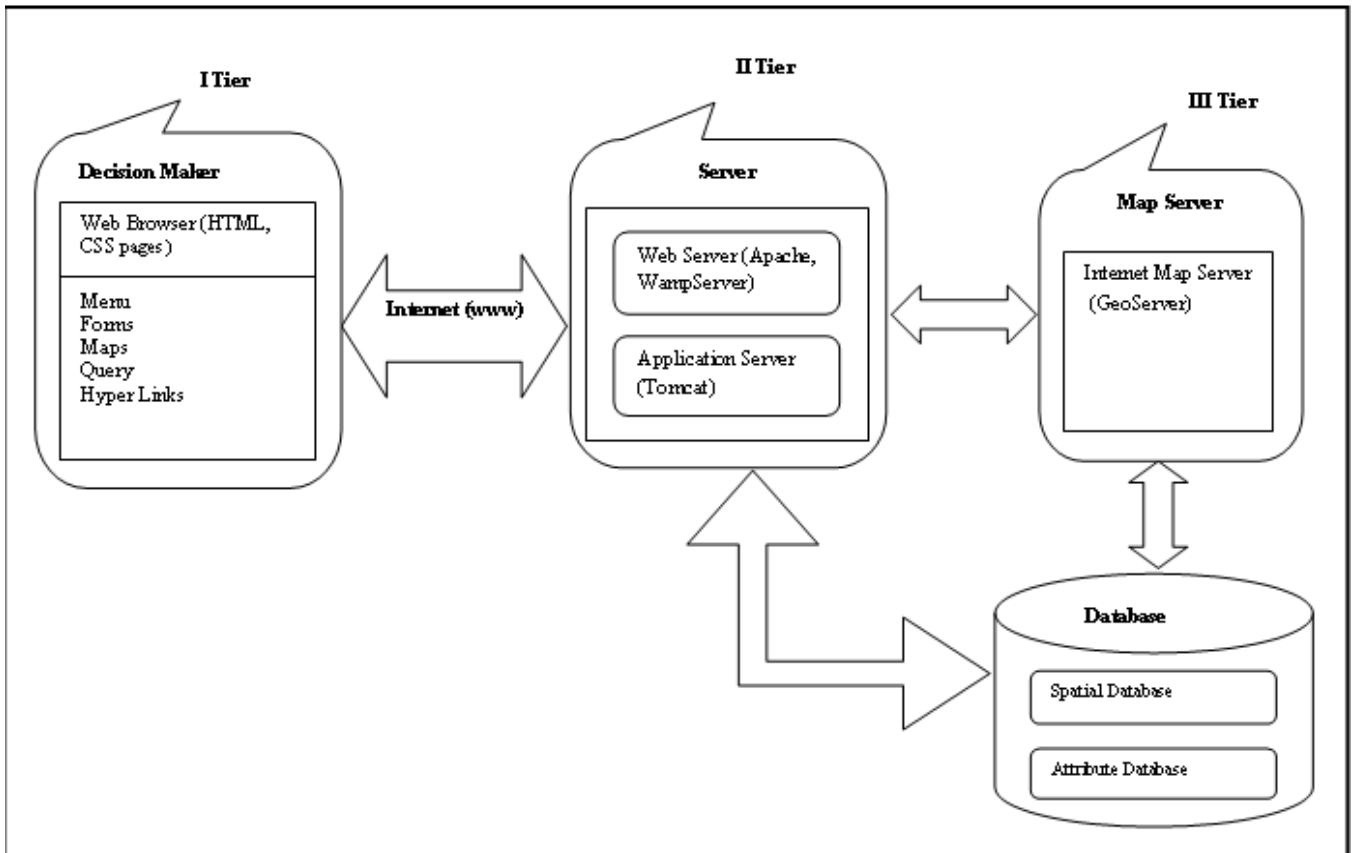 I Tier
Decision Maker
Web Browser (HTML,
CSS pages)
Menu
Forms
Maps
Query
Hyper Links
Internet (www)
II Tier
Server
Web Server (Apache,
WampServer)
Application Server
(Tomcat)
III Tier
Map Server
Internet Map Server
(GeoServer)
Database
Spatial Database
Attribute Database